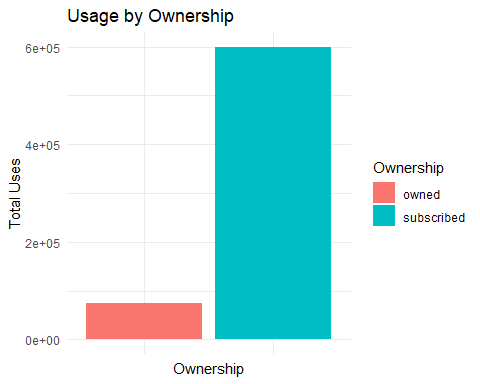 Usage by Ownership
6e+05
4e+05
2e+05
0e+00
Total Uses
Ownership
Ownership
owned
subscribed